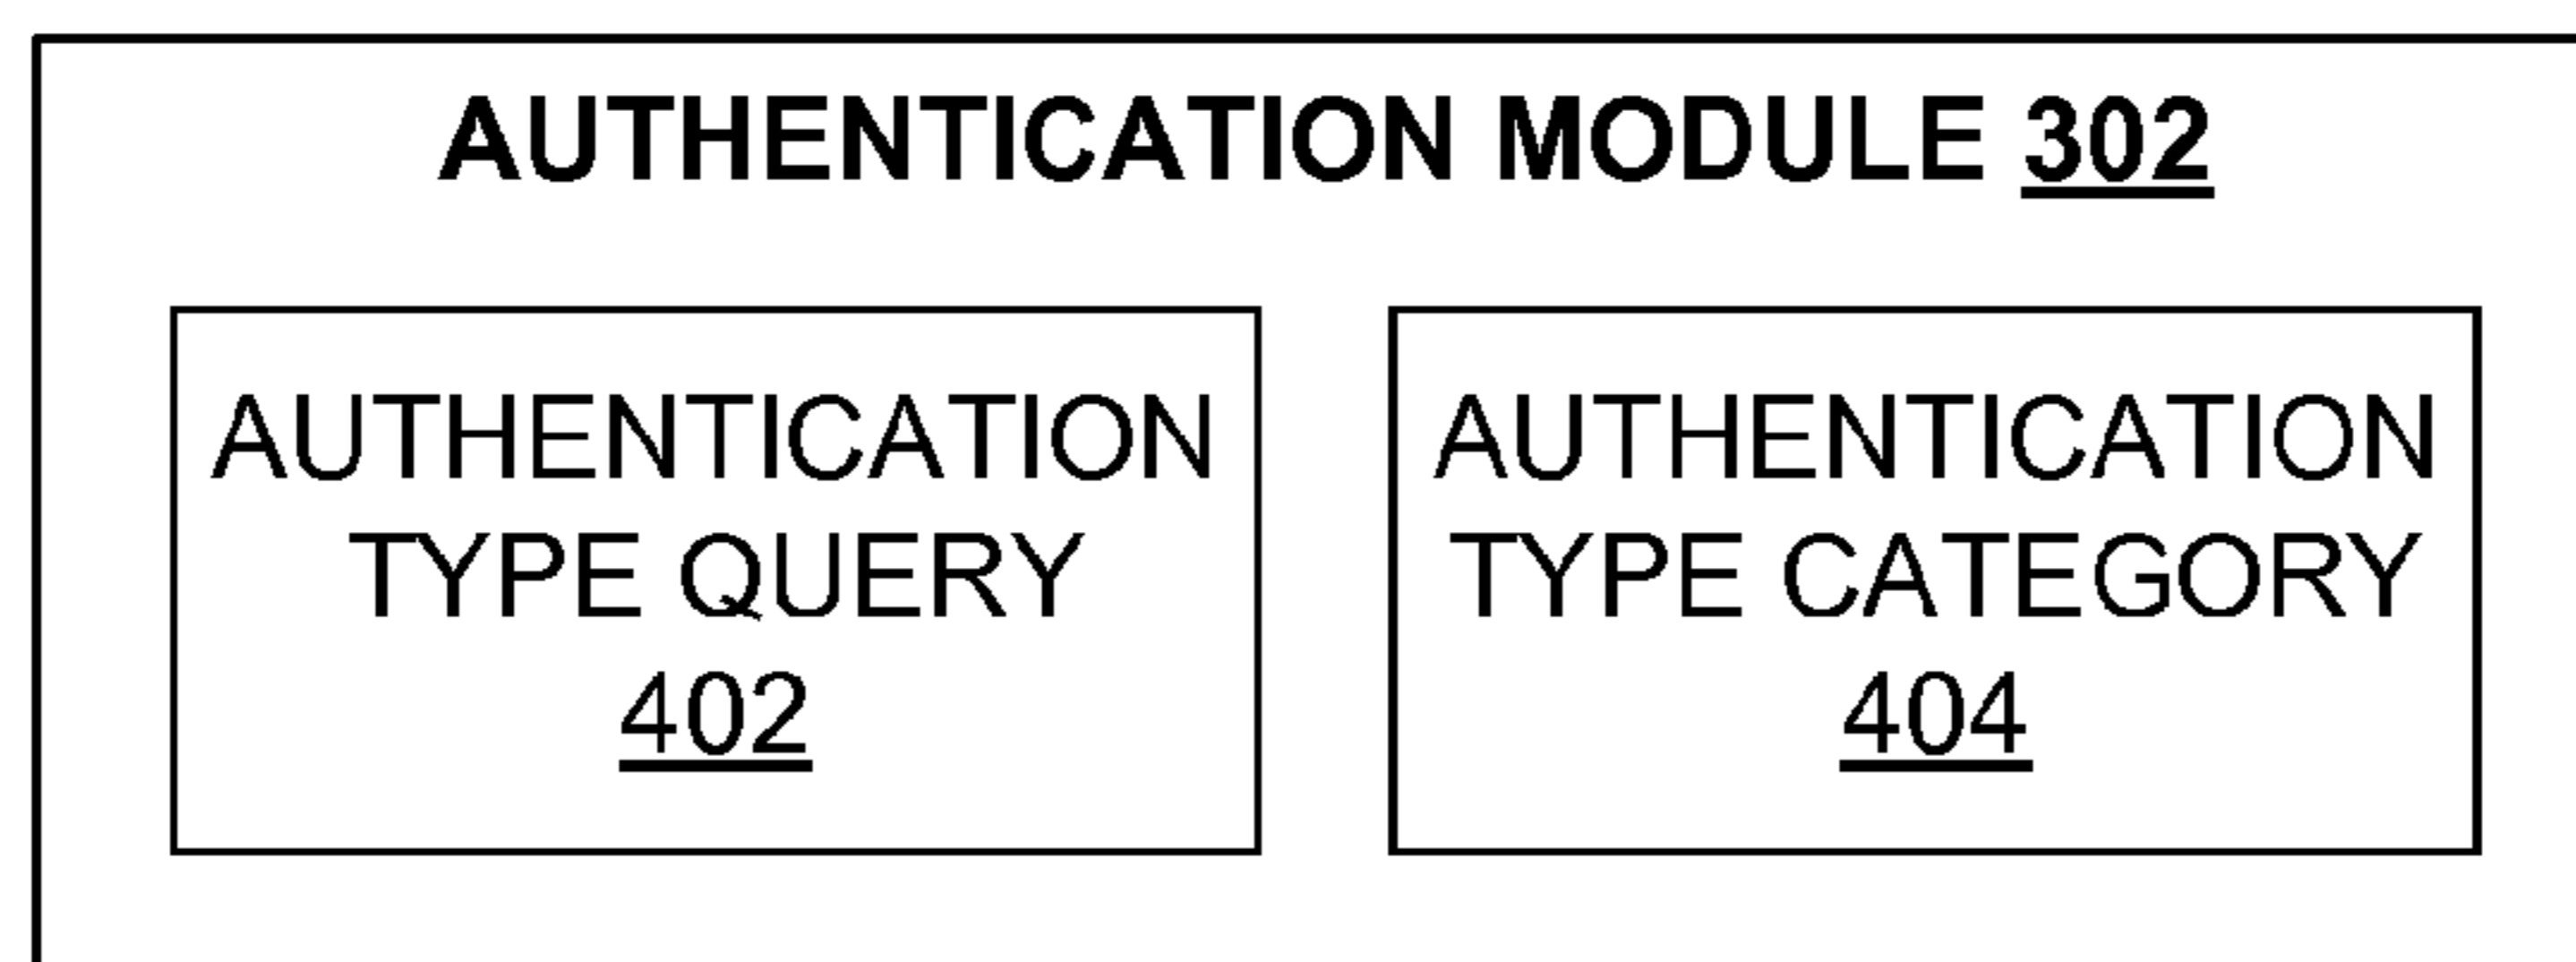 AUTHENTICATION MODULE 302
AUTHENTICATION
TYPE QUERY
402
AUTHENTICATION
TYPE CATEGORY
404